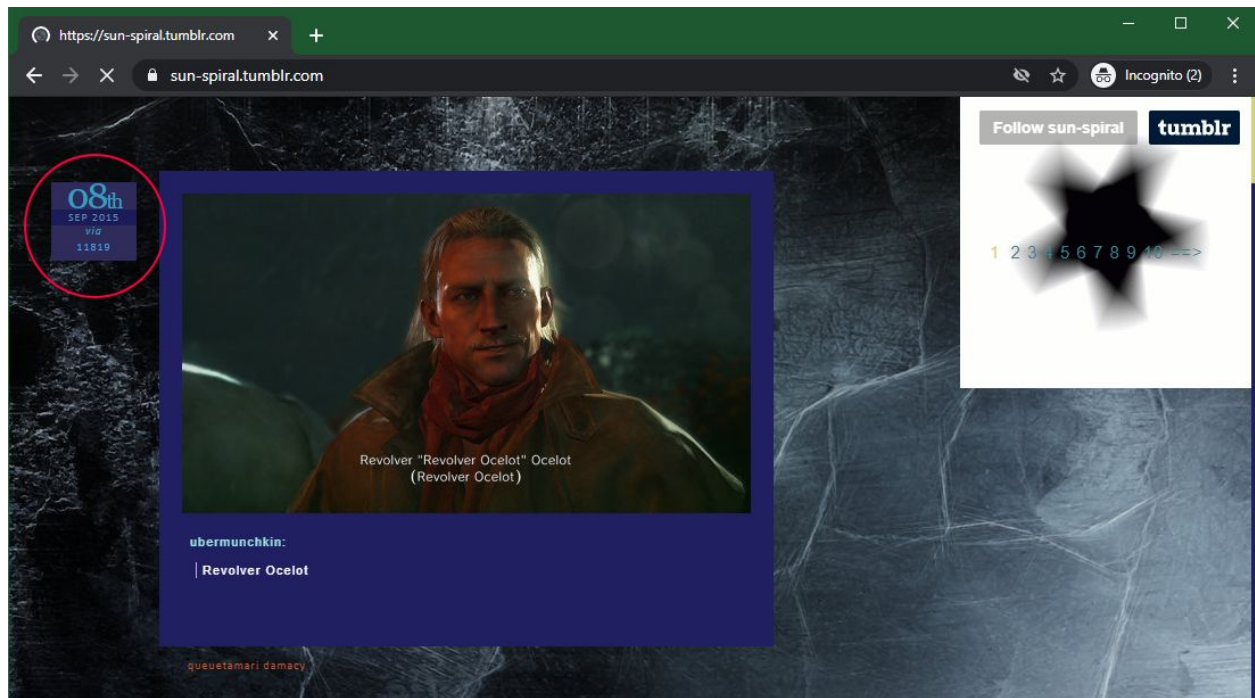 https://sun-spiral.tumblr.com
sun-spiral.tumblr.com
Incognito (2)
Follow sun-spiral
tumblr
08th
SEP 2015
via
11819
1 2 3 4 5 6 7 8 9 10 ==>
Revolver "Revolver Ocelot" Ocelot
(Revolver Ocelot)
ubermunchkin:
Revolver Ocelot
queuetamari damacy